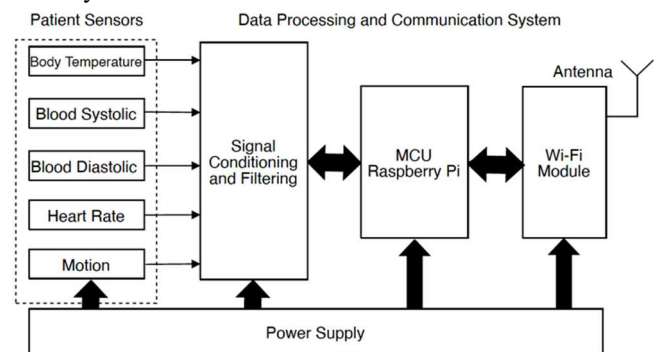 Patient Sensors
Data Processing and Communication System
Body Temperature
Blood Systolic
Blood Diastolic
Heart Rate
Motion
Signal
Conditioning
and Filtering
MCU
Raspberry Pi
Antenna
Wi-Fi
Module
Power Supply